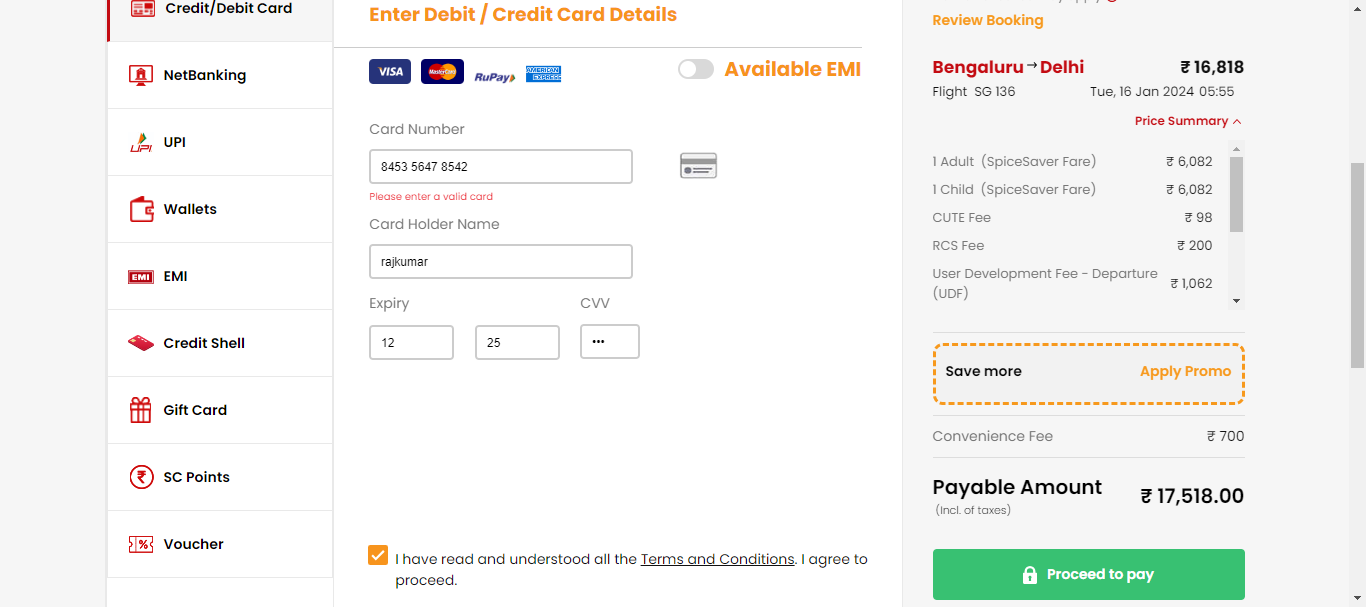 Credit/Debit Card
NetBanking
UPI
UPI
Wallets
EMI
EMI
Credit Shell
Gift Card
SC Points
Voucher
Enter Debit / Credit Card Details
VISA
MasterCard
RuPay
AMERICAN
EXPRESS
Available EMI
Card Number
8453 5647 8542
Please enter a valid card
Card Holder Name
rajkumar
Expiry
CVV
12
25
•••
I have read and understood all the Terms and Conditions. I agree to
proceed.
Review Booking
Bengaluru→Delhi
₹ 16,818
Flight SG 136
Tue, 16 Jan 2024 05:55
Price Summary
1 Adult (SpiceSaver Fare)
₹ 6,082
1 Child (SpiceSaver Fare)
₹ 6,082
CUTE Fee
₹ 98
RCS Fee
₹ 200
User Development Fee - Departure
(UDF)
₹ 1,062
Save more
Apply Promo
Convenience Fee
₹ 700
Payable Amount
(Incl. of taxes)
₹ 17,518.00
Proceed to pay